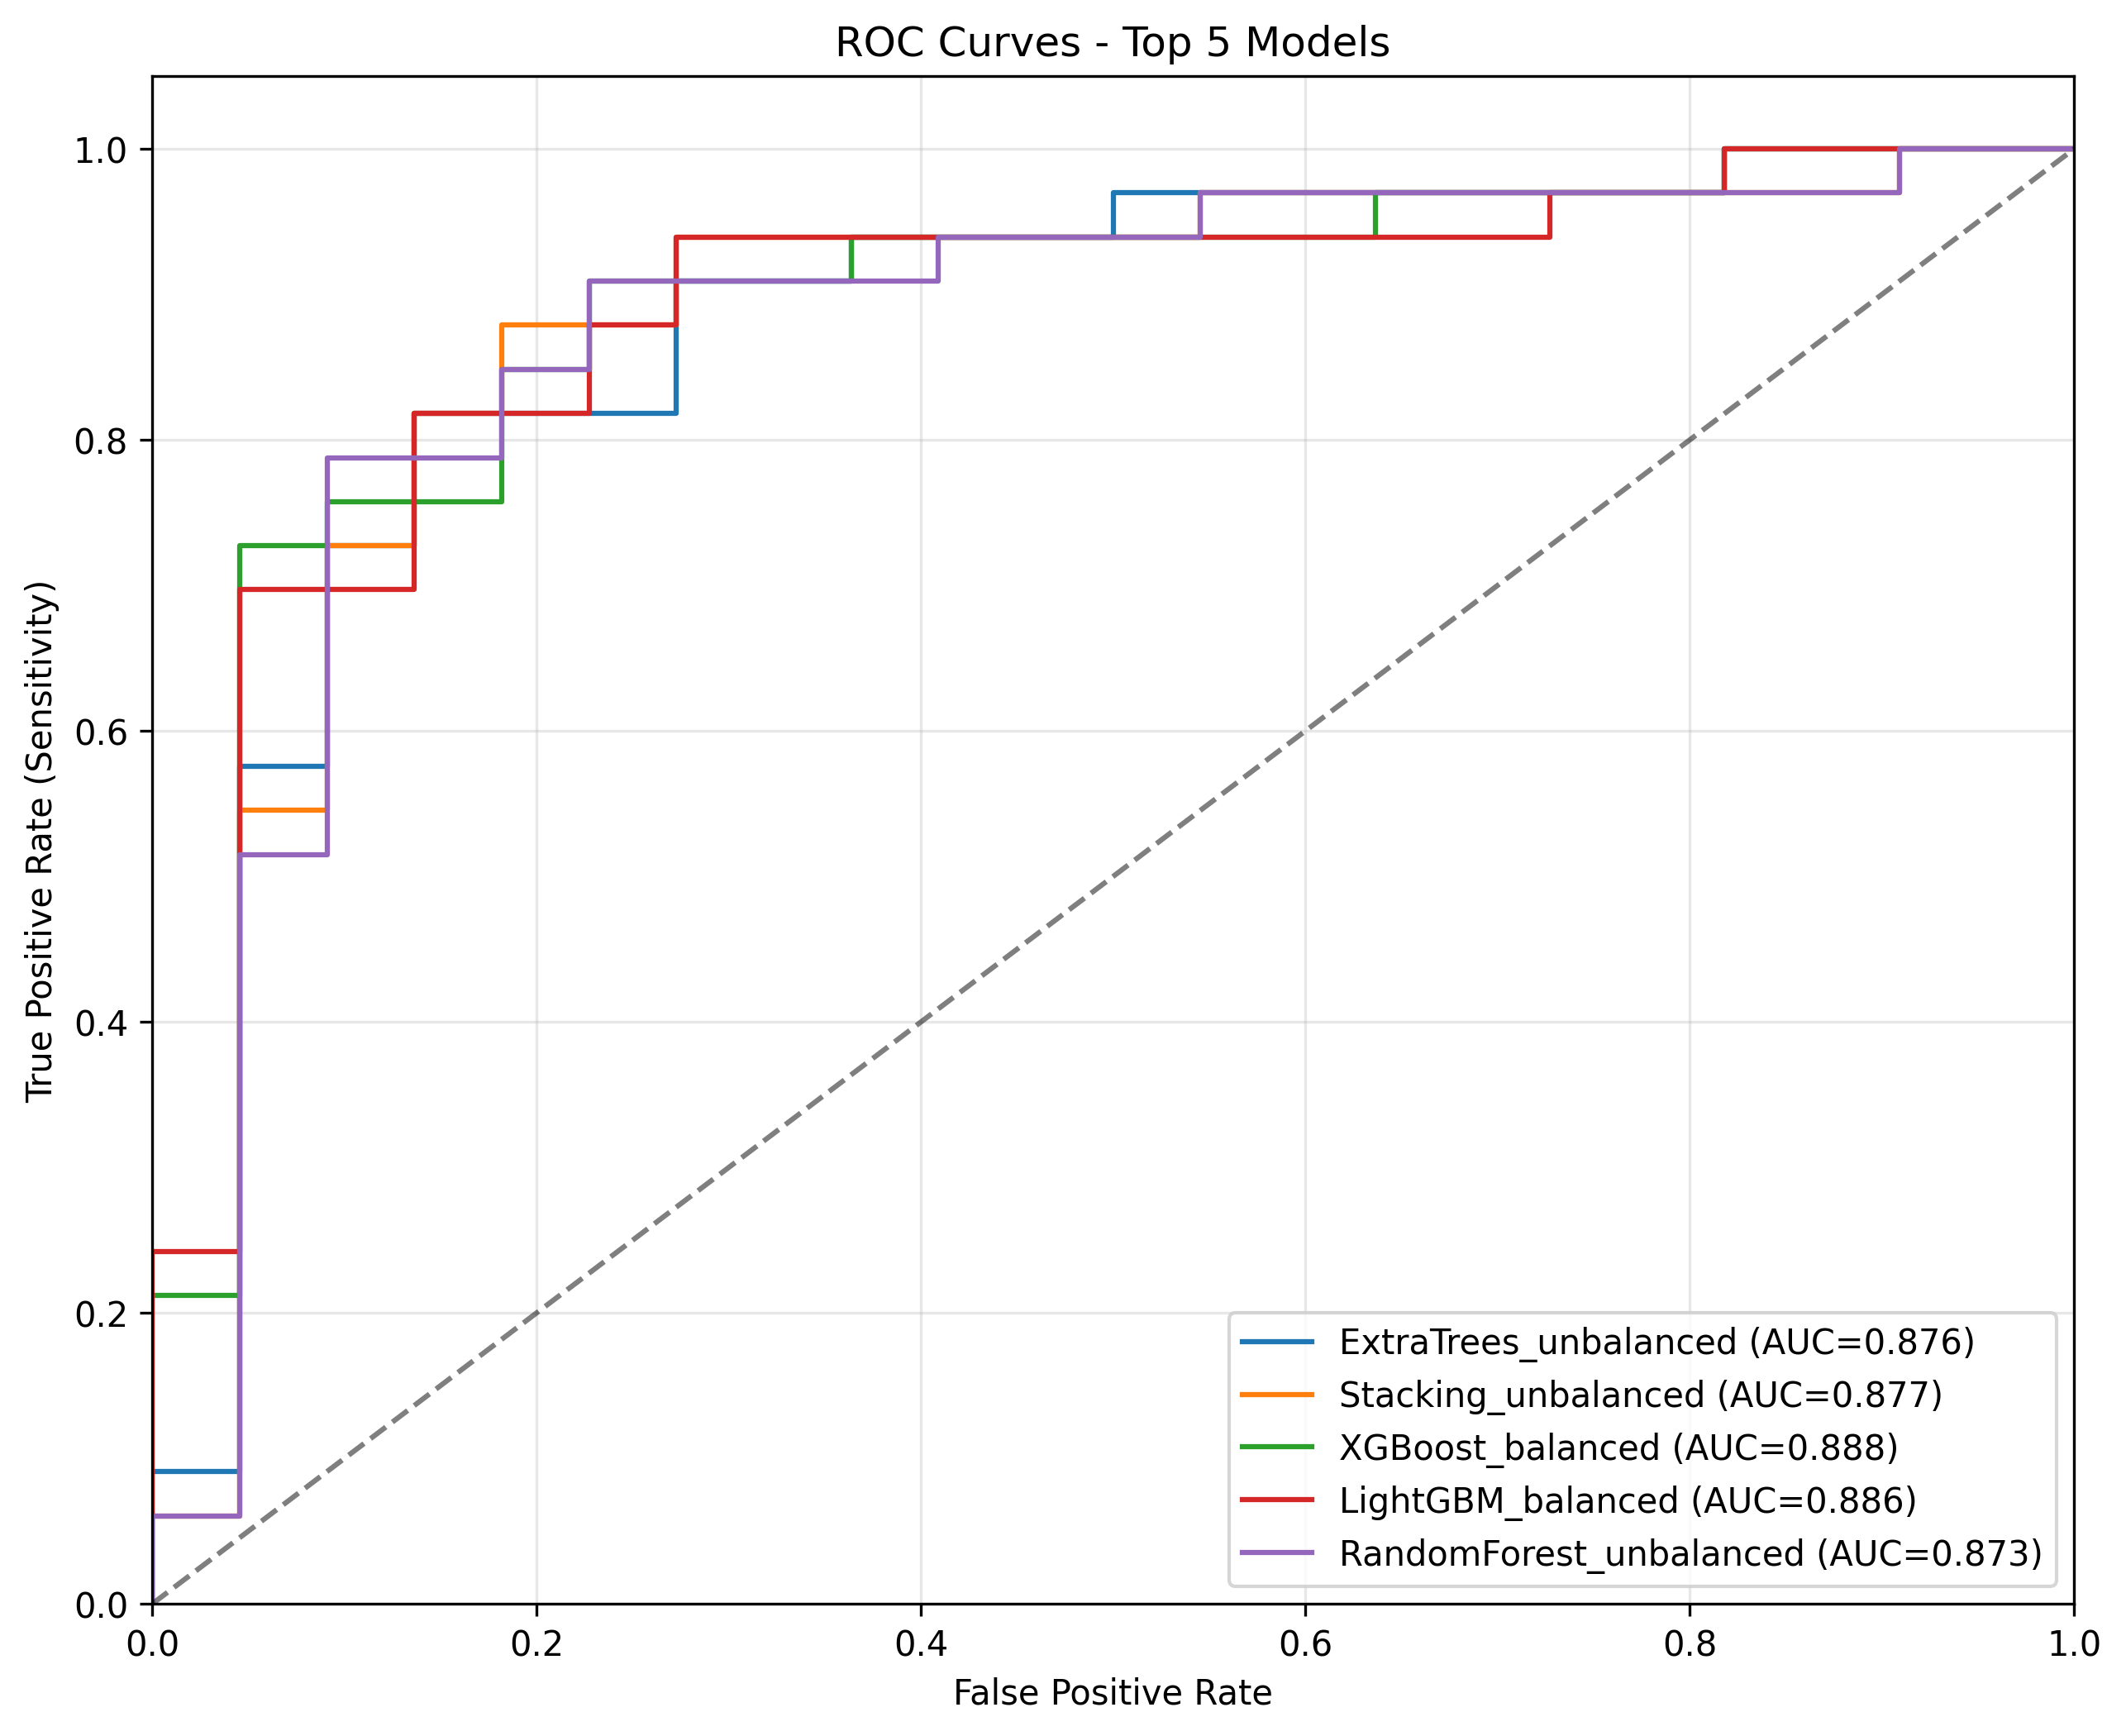 ROC Curves - Top 5 Models
True Positive Rate (Sensitivity)
1.0
0.8
0.6
0.4
0.2
0.0
0.0 0.2 0.4 0.6 0.8 1.0
False Positive Rate
ExtraTrees_unbalanced (AUC=0.876)
Stacking_unbalanced (AUC=0.877)
XGBoost_balanced (AUC=0.888)
LightGBM_balanced (AUC=0.886)
RandomForest_unbalanced (AUC=0.873)